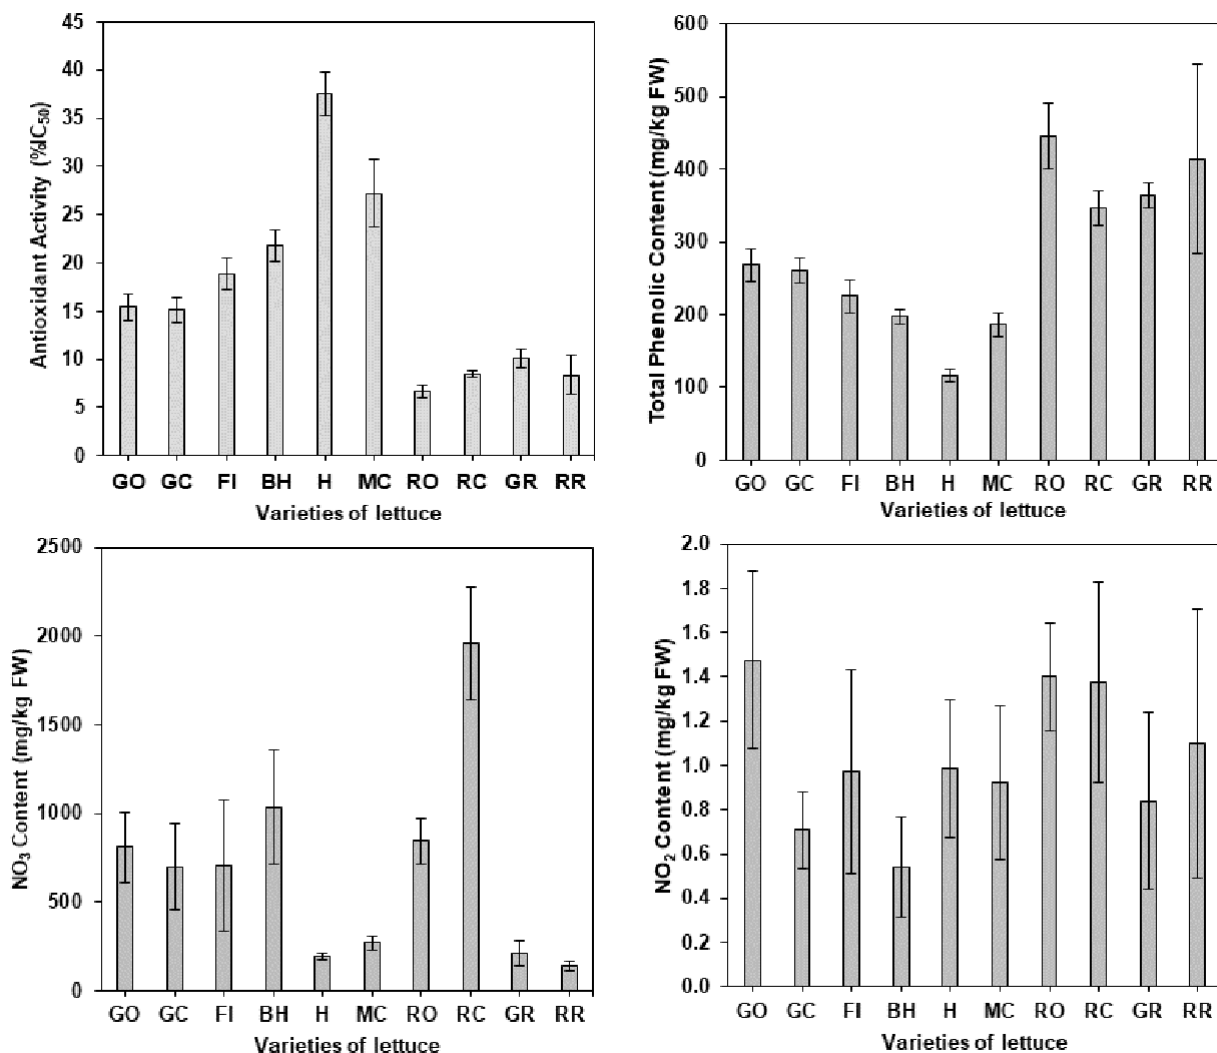 Antioxidant Activity (%IC50)
45
40
35
30
25
20
15
10
5
0
GO GC FI BH H MC RO RC GR RR
Varieties of lettuce
Total Phenolic Content (mg/kg FW)
600
500
400
300
200
100
0
GO GC FI BH H MC RO RC GR RR
Varieties of lettuce
NO3 Content (mg/kg FW)
2500
2000
1500
1000
500
0
GO GC FI BH H MC RO RC GR RR
Varieties of lettuce
NO2 Content (mg/kg FW)
2.0
1.8
1.6
1.4
1.2
1.0
0.8
0.6
0.4
0.2
0.0
GO GC FI BH H MC RO RC GR RR
Varieties of lettuce